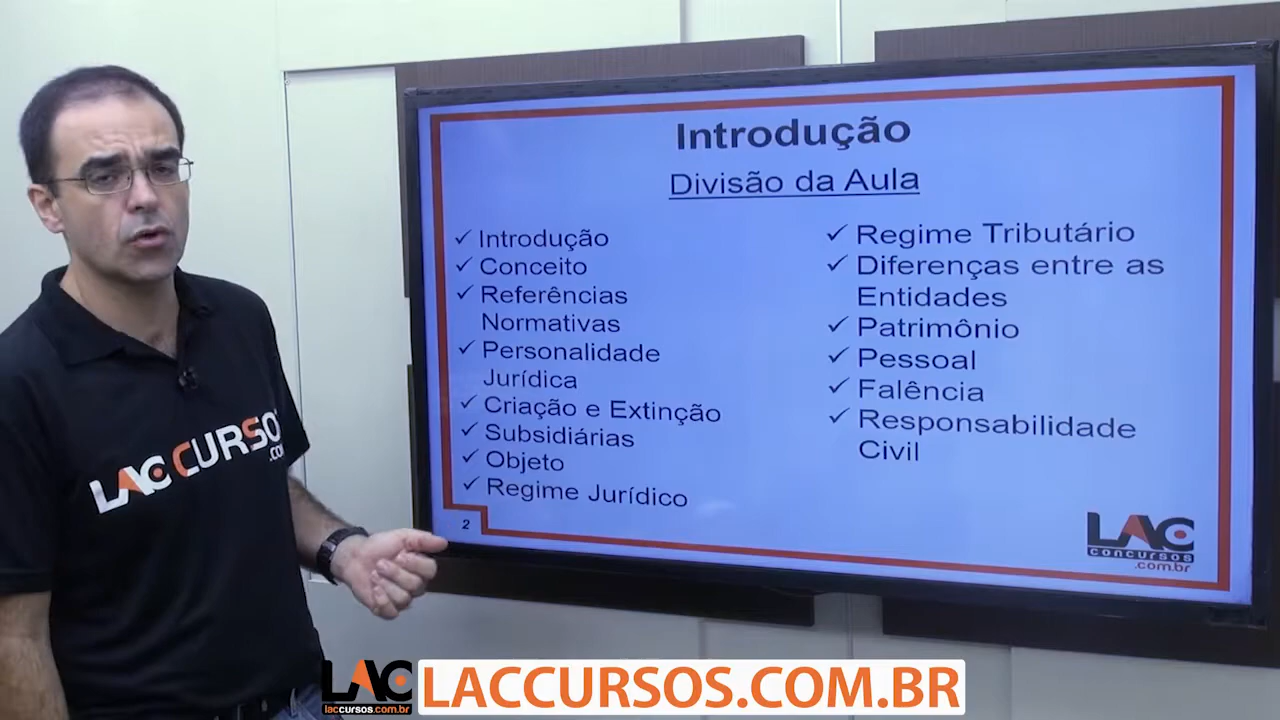 Introdução
Divisão da Aula
✓ Introdução
✓ Conceito
✓ Referências
Normativas
✓ Personalidade
Jurídica
✓ Criação e Extinção
✓ Subsidiárias
✓ Objeto
✓ Regime Jurídico
✓ Regime Tributário
✓ Diferenças entre as
Entidades
✓ Patrimônio
✓ Pessoal
✓ Falência
✓ Responsabilidade
Civil
2
LAC
concursos
.com.br
LAC CURSOS
.com
LAC
laccursos.com.br
LACCURSOS.COM.BR